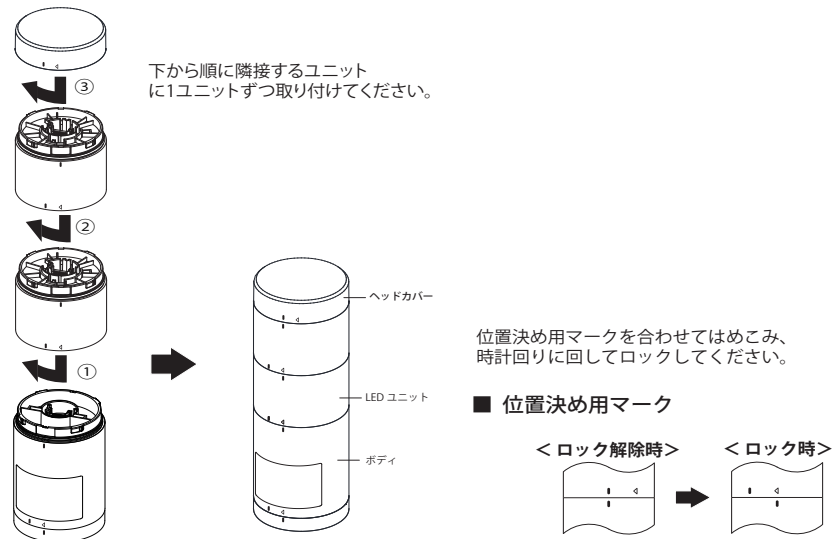 下から順に隣接するユニット
に1ユニットずつ取り付けてください。
③
②
①
ヘッドカバー
LED ユニット
ボディ
位置決め用マークを合わせてはめこみ、
時計回りに回してロックしてください。
■ 位置決め用マーク
＜ロック解除時＞
＜ロック時＞